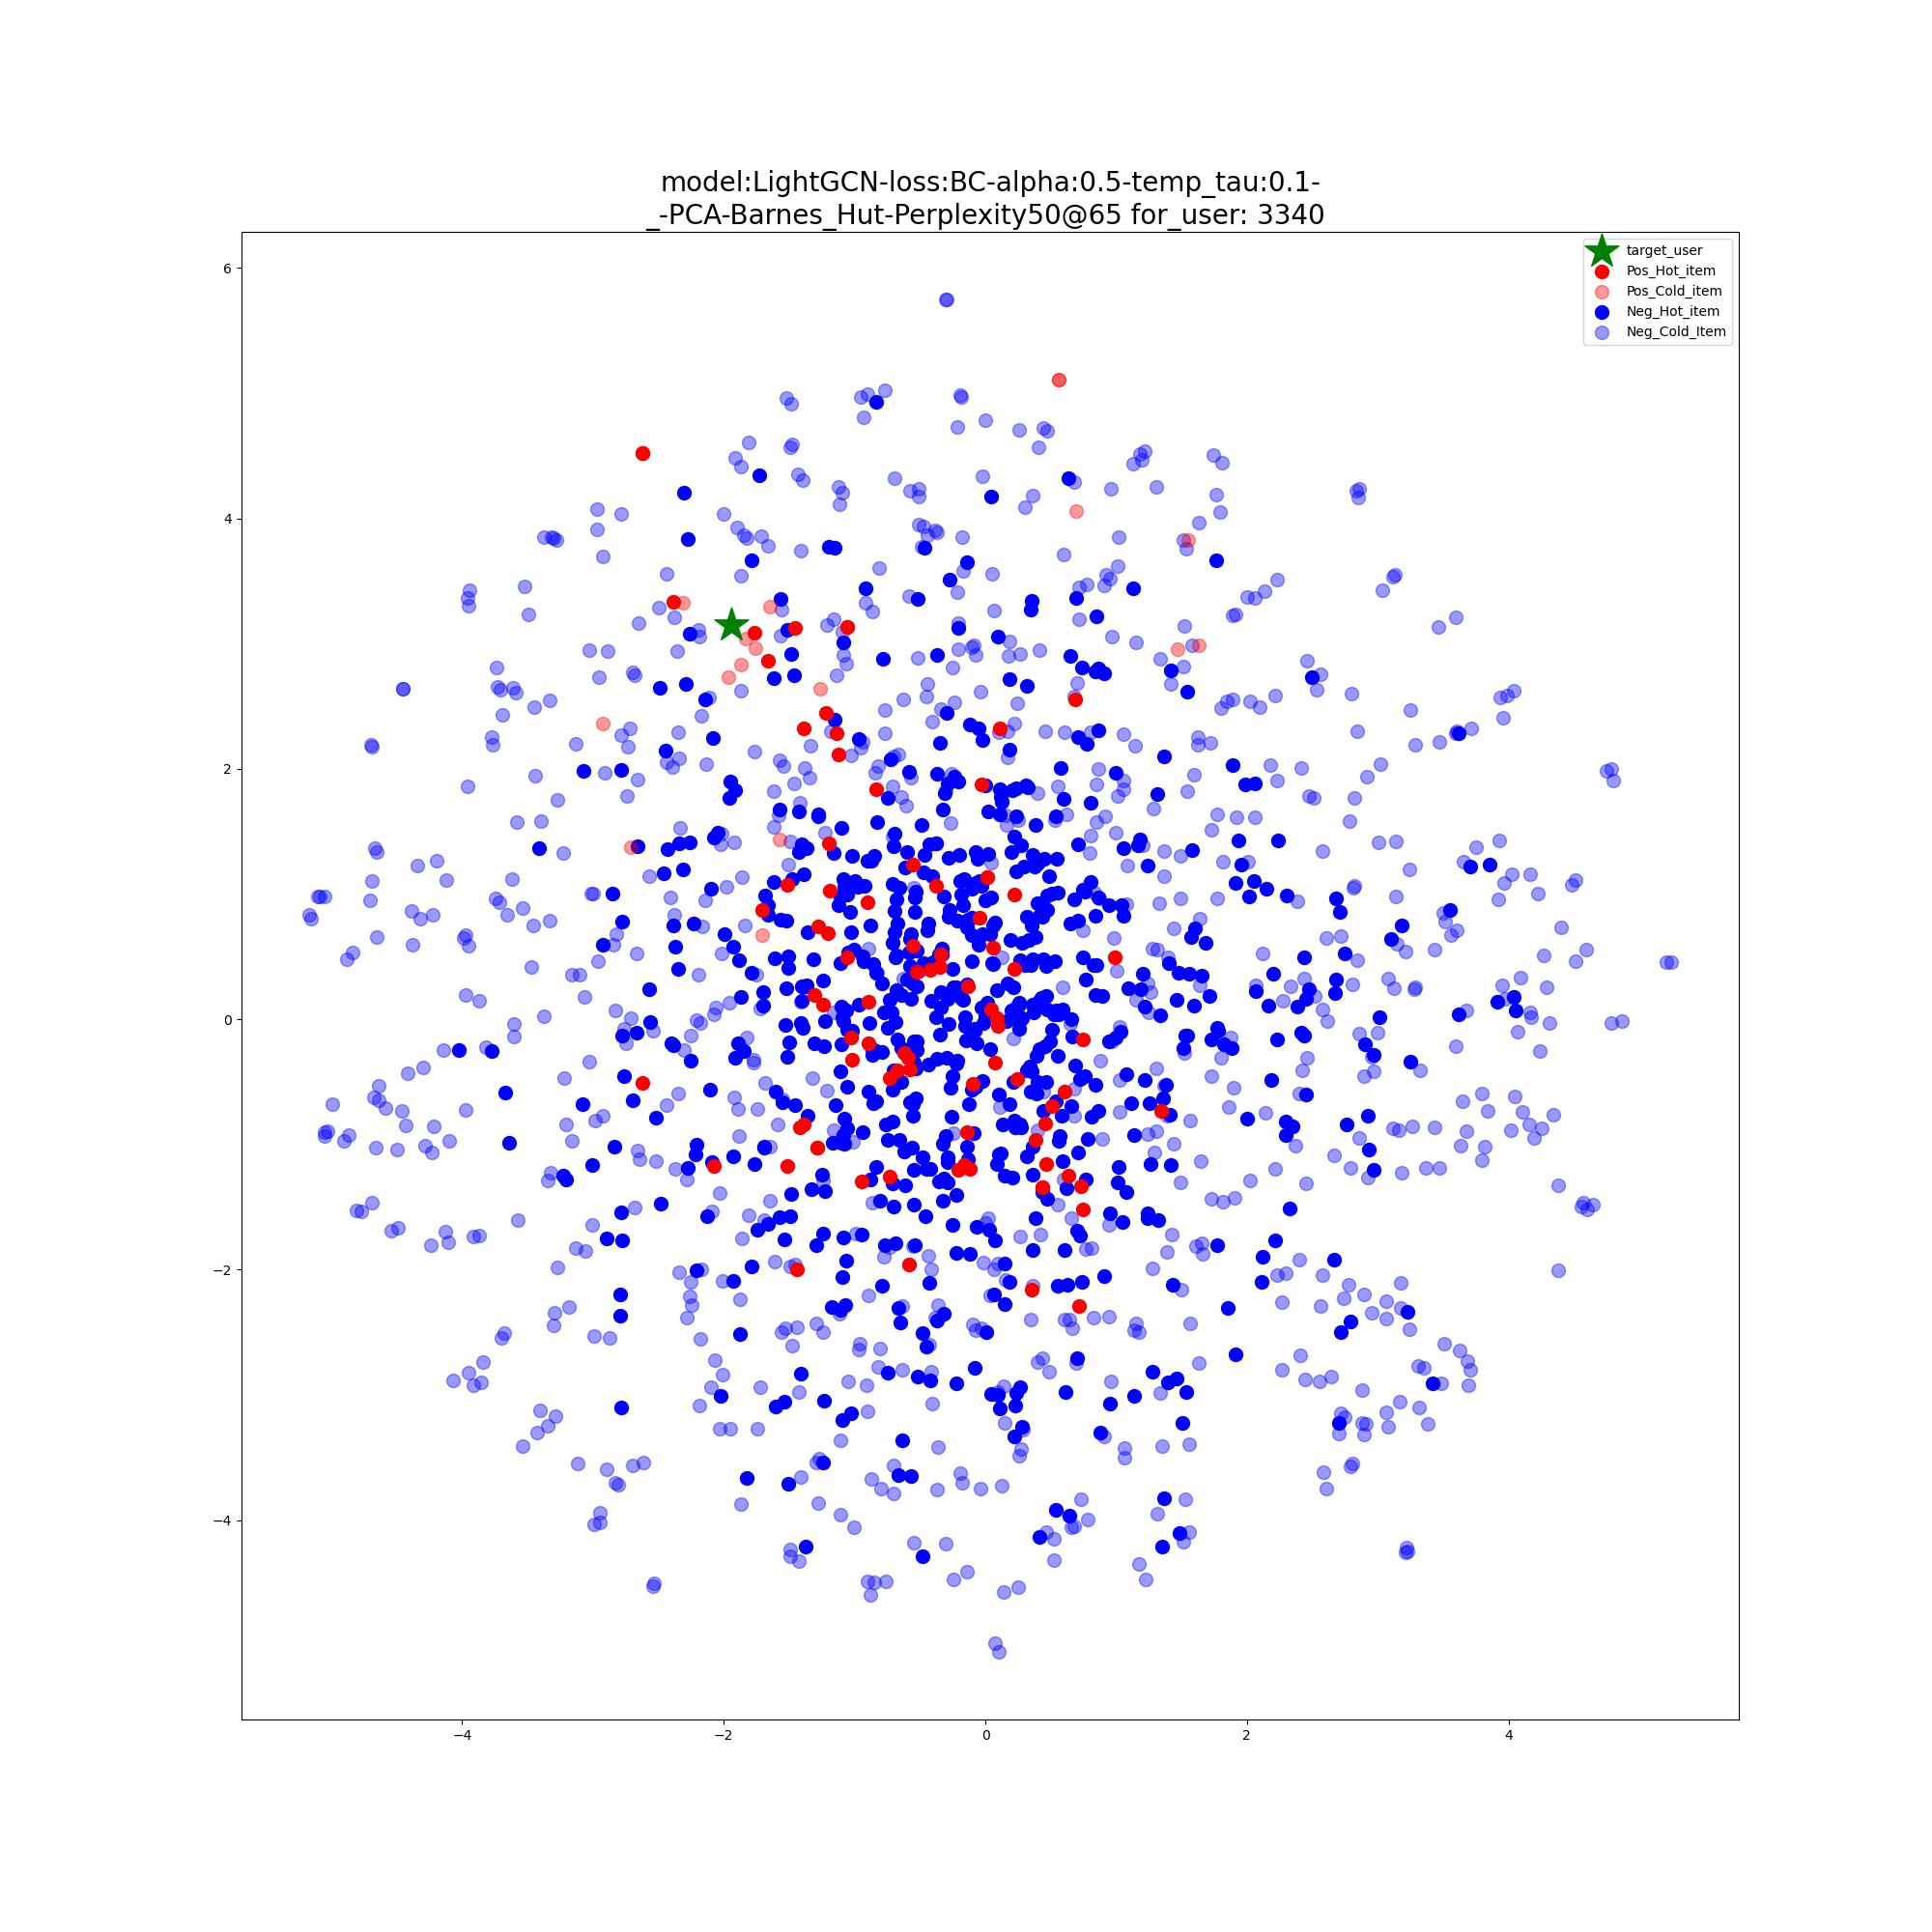 model:LightGCN-loss:BC-alpha:0.5-temp_tau:0.1-
_-PCA-Barnes_Hut-Perplexity50@65 for_user: 3340
target_user
Pos_Hot_item
Pos_Cold_item
Neg_Hot_item
Neg_Cold_Item
6
4
2
0
−2
−4
−4
−2
0
2
4